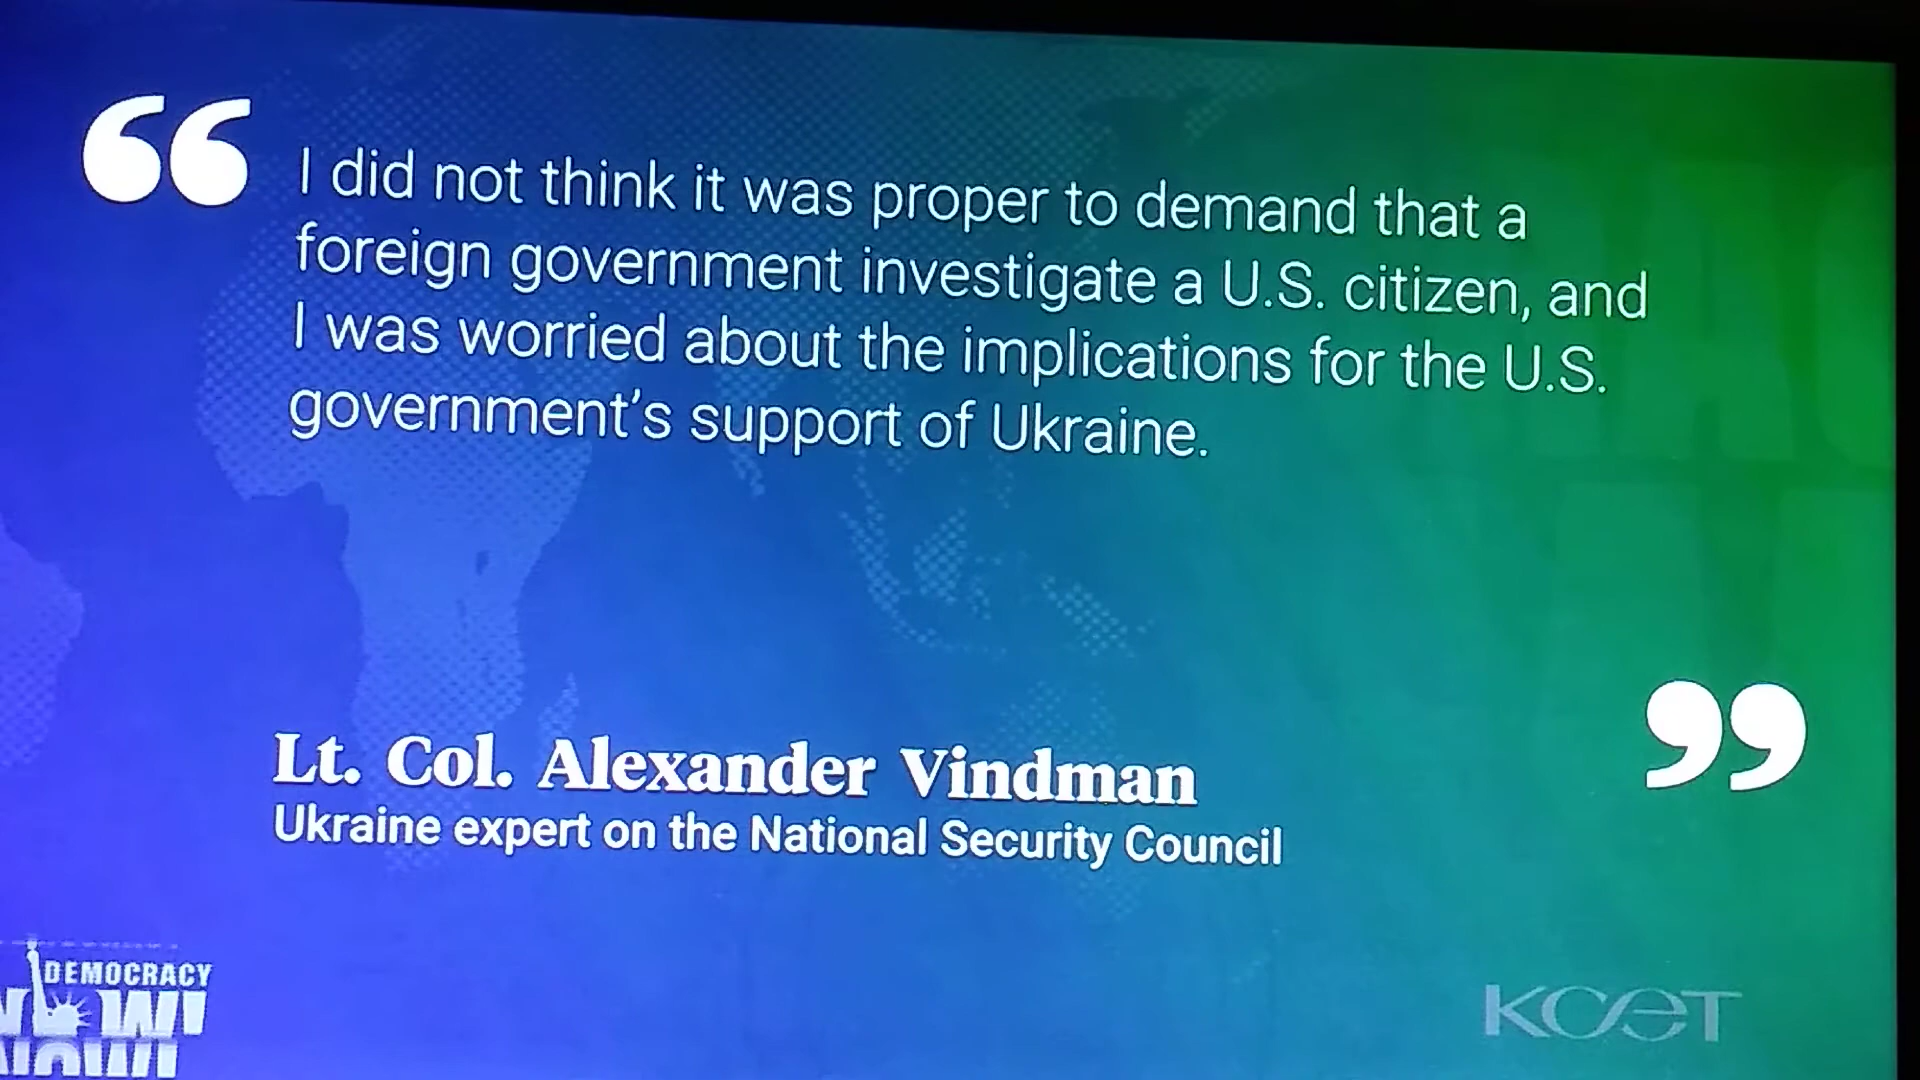 “ I did not think it was proper to demand that a
foreign government investigate a U.S. citizen, and
I was worried about the implications for the U.S.
government’s support of Ukraine.
”
Lt. Col. Alexander Vindman
Ukraine expert on the National Security Council
DEMOCRACY
NOW!
NOW!
KCET